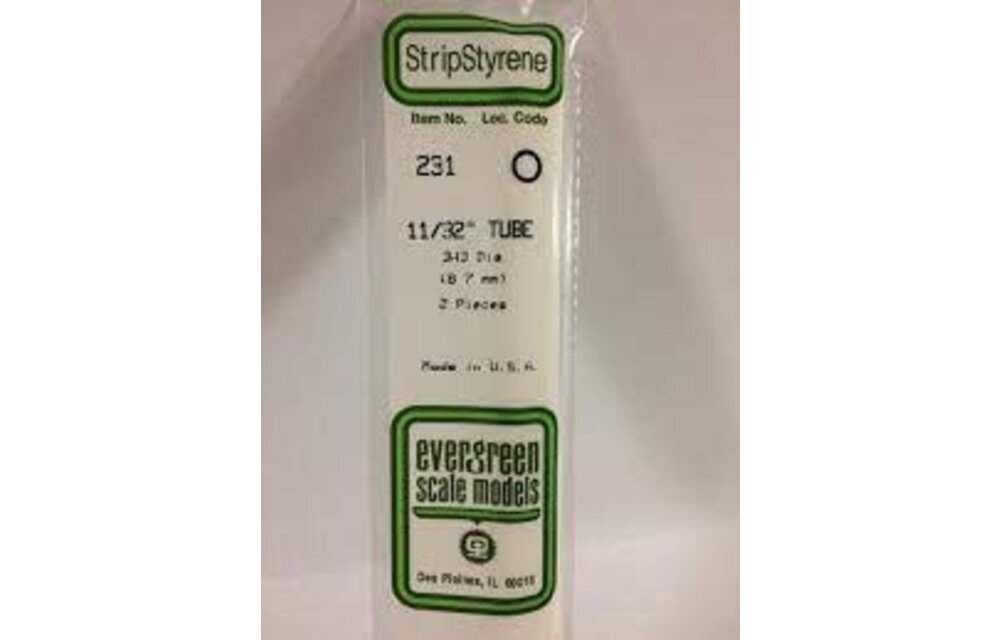 StripStyrene
Item No. Loc. Code
231 O
11/32" TUBE
.343 Dia.
(8.7 mm)
2 Pieces
Made in U.S.A.
evergreen
scale models
Des Plaines, IL 60018